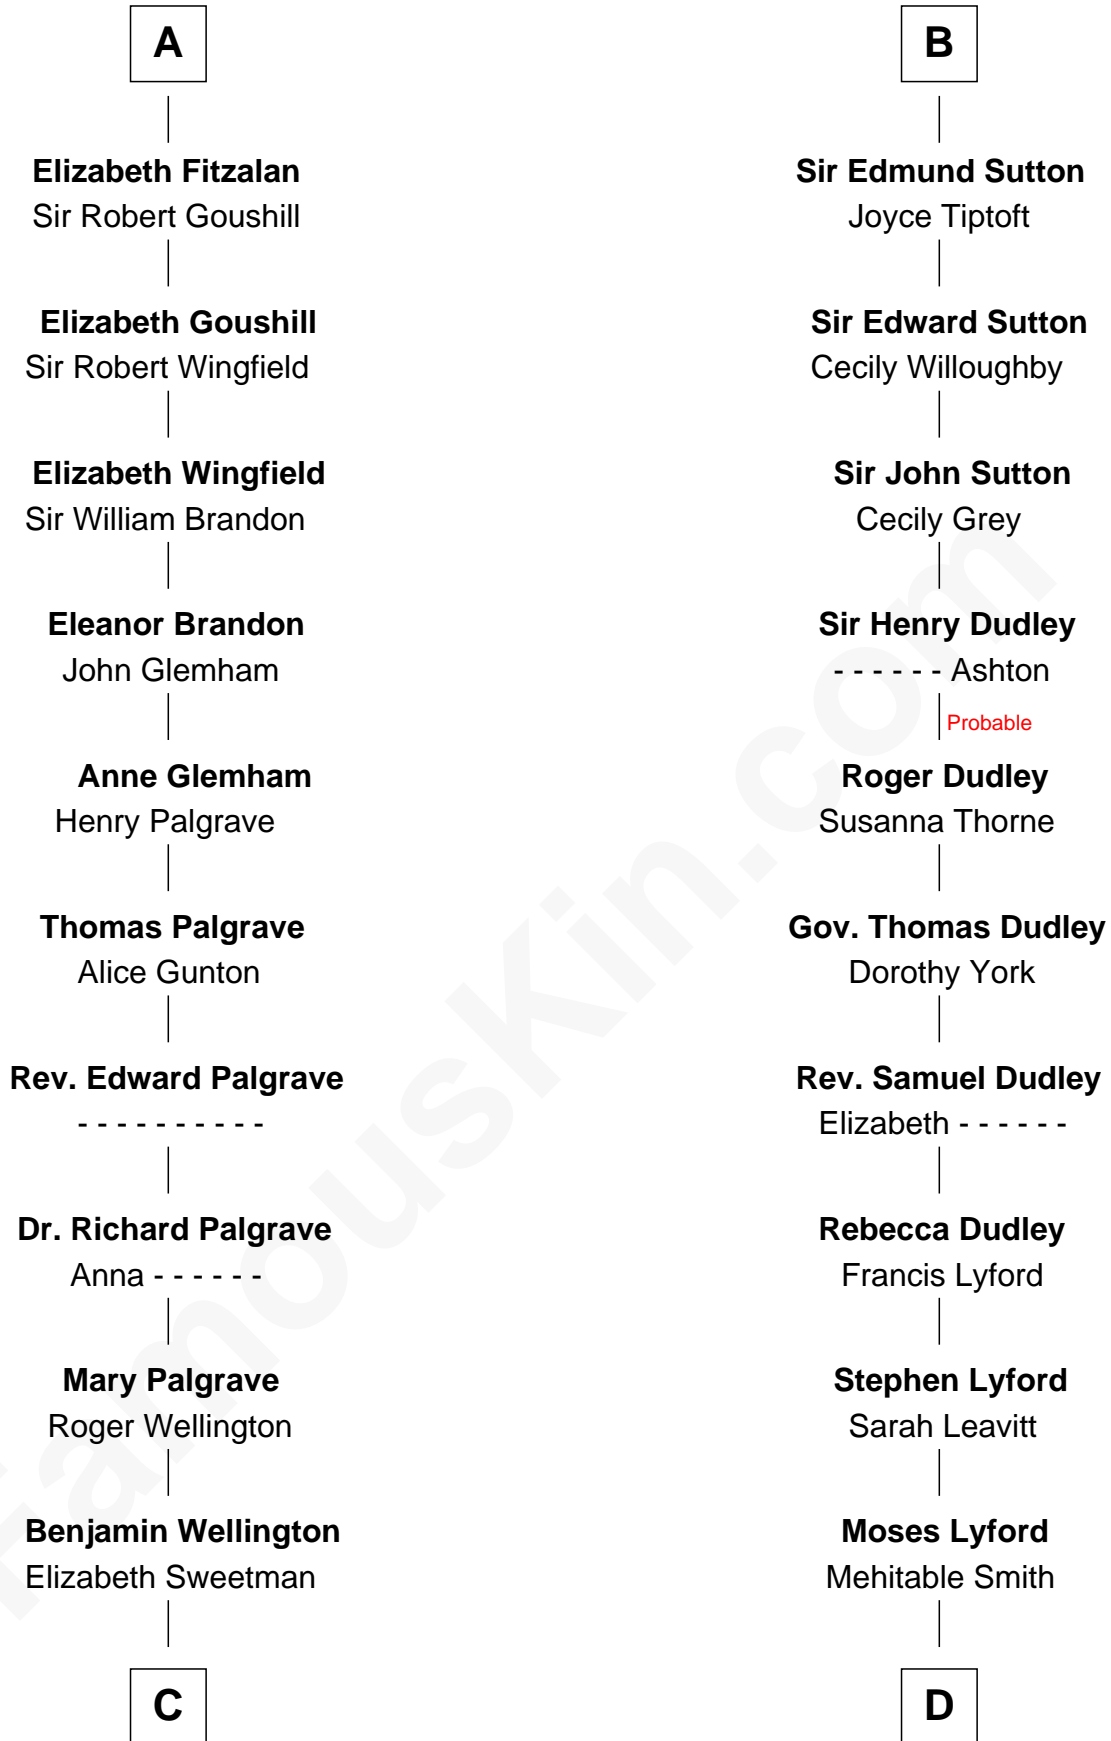 A
Elizabeth Fitzalan
Sir Robert Goushill
Elizabeth Goushill
Sir Robert Wingfield
Elizabeth Wingfield
Sir William Brandon
Eleanor Brandon
John Glemham
Anne Glemham
Henry Palgrave
Thomas Palgrave
Alice Gunton
Rev. Edward Palgrave
- - - - - - - - - -
Dr. Richard Palgrave
Anna - - - - - -
Mary Palgrave
Roger Wellington
Benjamin Wellington
Elizabeth Sweetman
C
B
Sir Edmund Sutton
Joyce Tiptoft
Sir Edward Sutton
Cecily Willoughby
Sir John Sutton
Cecily Grey
Sir Henry Dudley
- - - - - - Ashton
Probable
Roger Dudley
Susanna Thorne
Gov. Thomas Dudley
Dorothy York
Rev. Samuel Dudley
Elizabeth - - - - - -
Rebecca Dudley
Francis Lyford
Stephen Lyford
Sarah Leavitt
Moses Lyford
Mehitable Smith
D
FamousKin.com